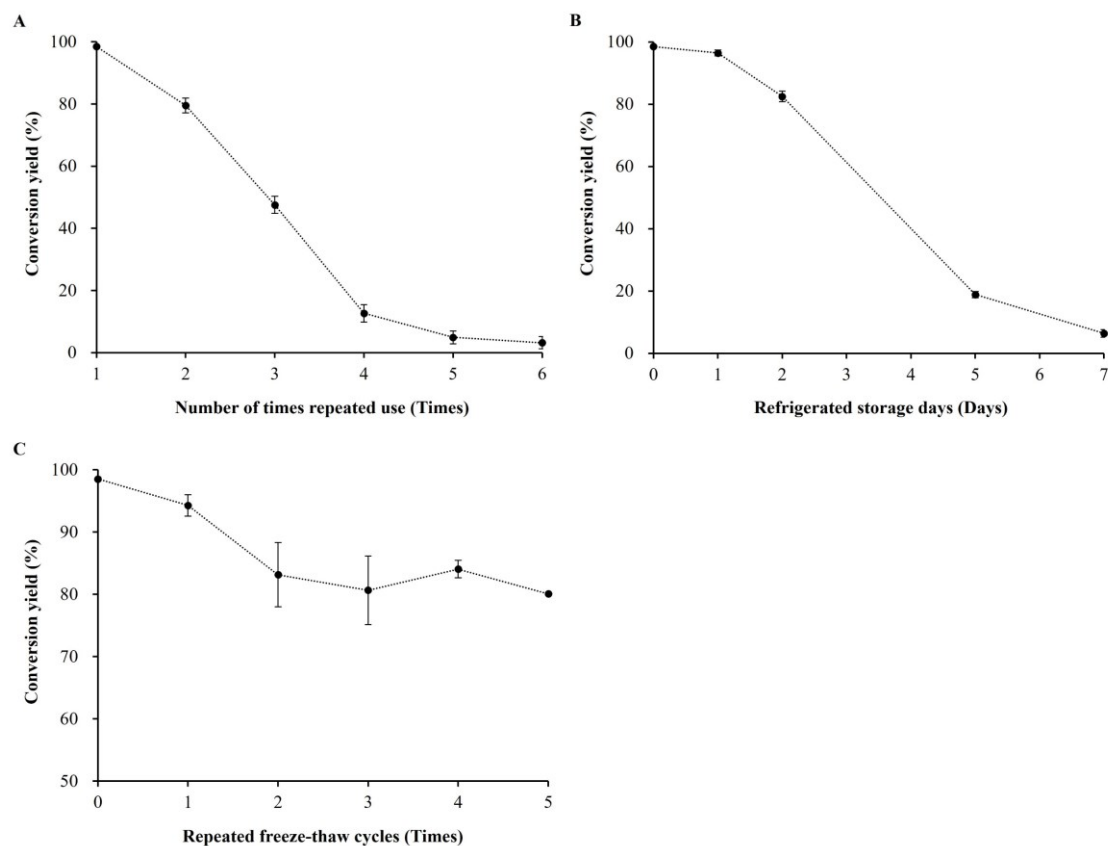 A
Conversion yield (%)
100
80
60
40
20
0
1 2 3 4 5 6
Number of times repeated use (Times)
B
Conversion yield (%)
100
80
60
40
20
0
0 1 2 3 4 5 6 7
Refrigerated storage days (Days)
C
Conversion yield (%)
100
90
80
70
60
50
0 1 2 3 4 5
Repeated freeze-thaw cycles (Times)